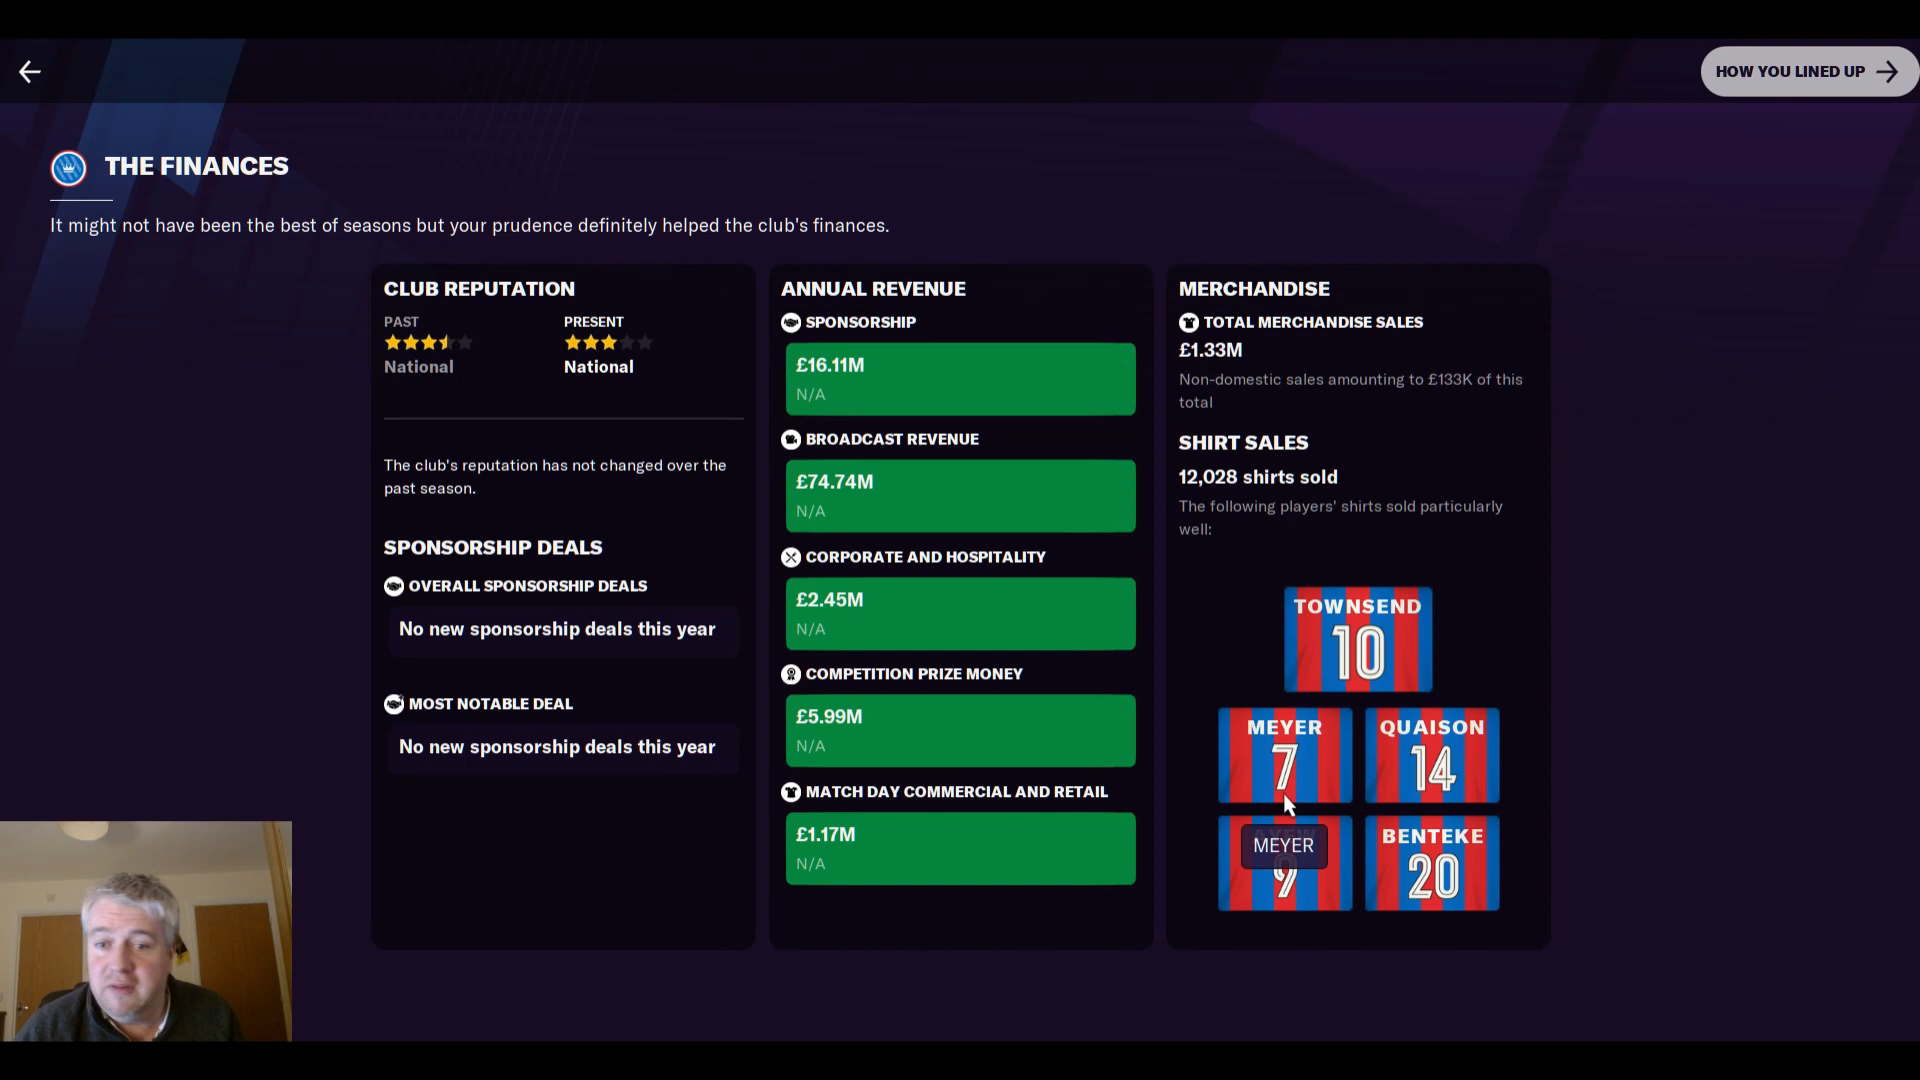 HOW YOU LINED UP
THE FINANCES
It might not have been the best of seasons but your prudence definitely helped the club's finances.
CLUB REPUTATION
PAST
PRESENT
National
National
The club's reputation has not changed over the
past season.
SPONSORSHIP DEALS
OVERALL SPONSORSHIP DEALS
No new sponsorship deals this year
MOST NOTABLE DEAL
No new sponsorship deals this year
ANNUAL REVENUE
SPONSORSHIP
£16.11M
N/A
BROADCAST REVENUE
£74.74M
N/A
CORPORATE AND HOSPITALITY
£2.45M
N/A
COMPETITION PRIZE MONEY
£5.99M
N/A
MATCH DAY COMMERCIAL AND RETAIL
£1.17M
N/A
MERCHANDISE
TOTAL MERCHANDISE SALES
£1.33M
Non-domestic sales amounting to £133K of this
total
SHIRT SALES
12,028 shirts sold
The following players' shirts sold particularly
well:
TOWNSEND
10
MEYER
7
QUAISON
14
MEYER
9
BENTEKE
20